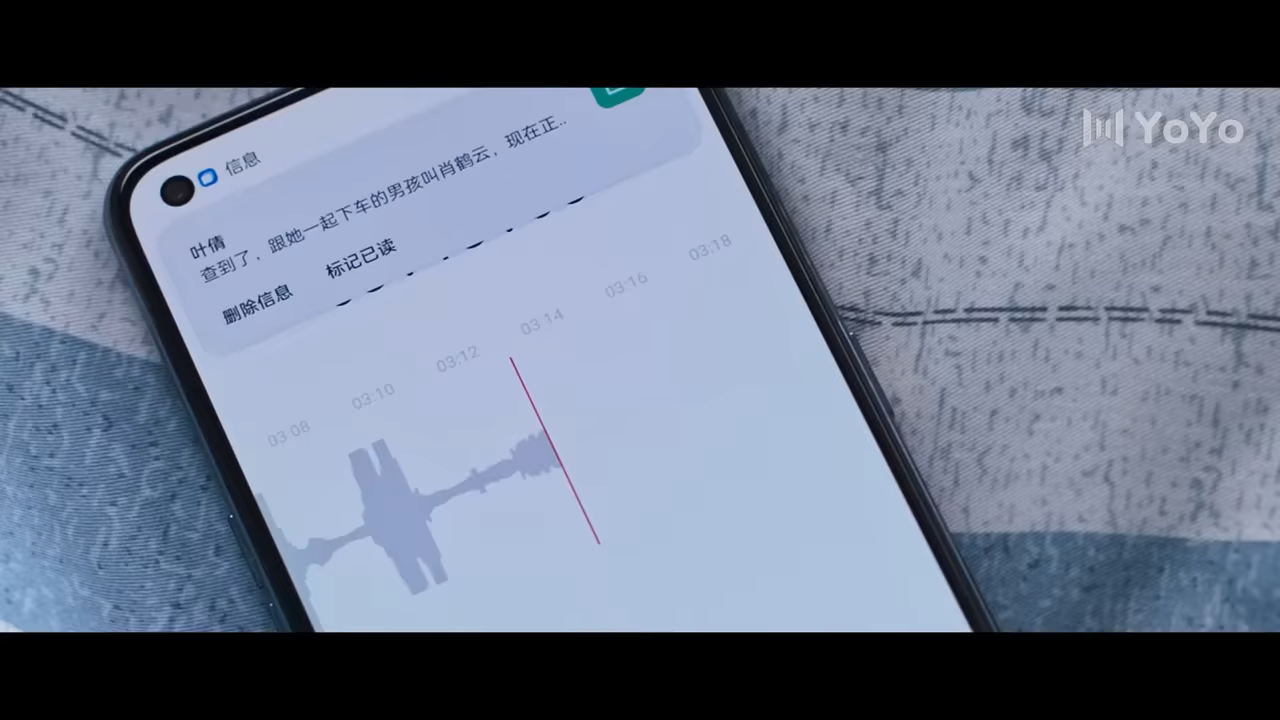 YoYo
信息
叶倩
查到了，跟她一起下车的男孩叫肖鹤云，现在正..
删除信息 标记已读
03:08 03:10 03:12 03:14 03:16 03:18